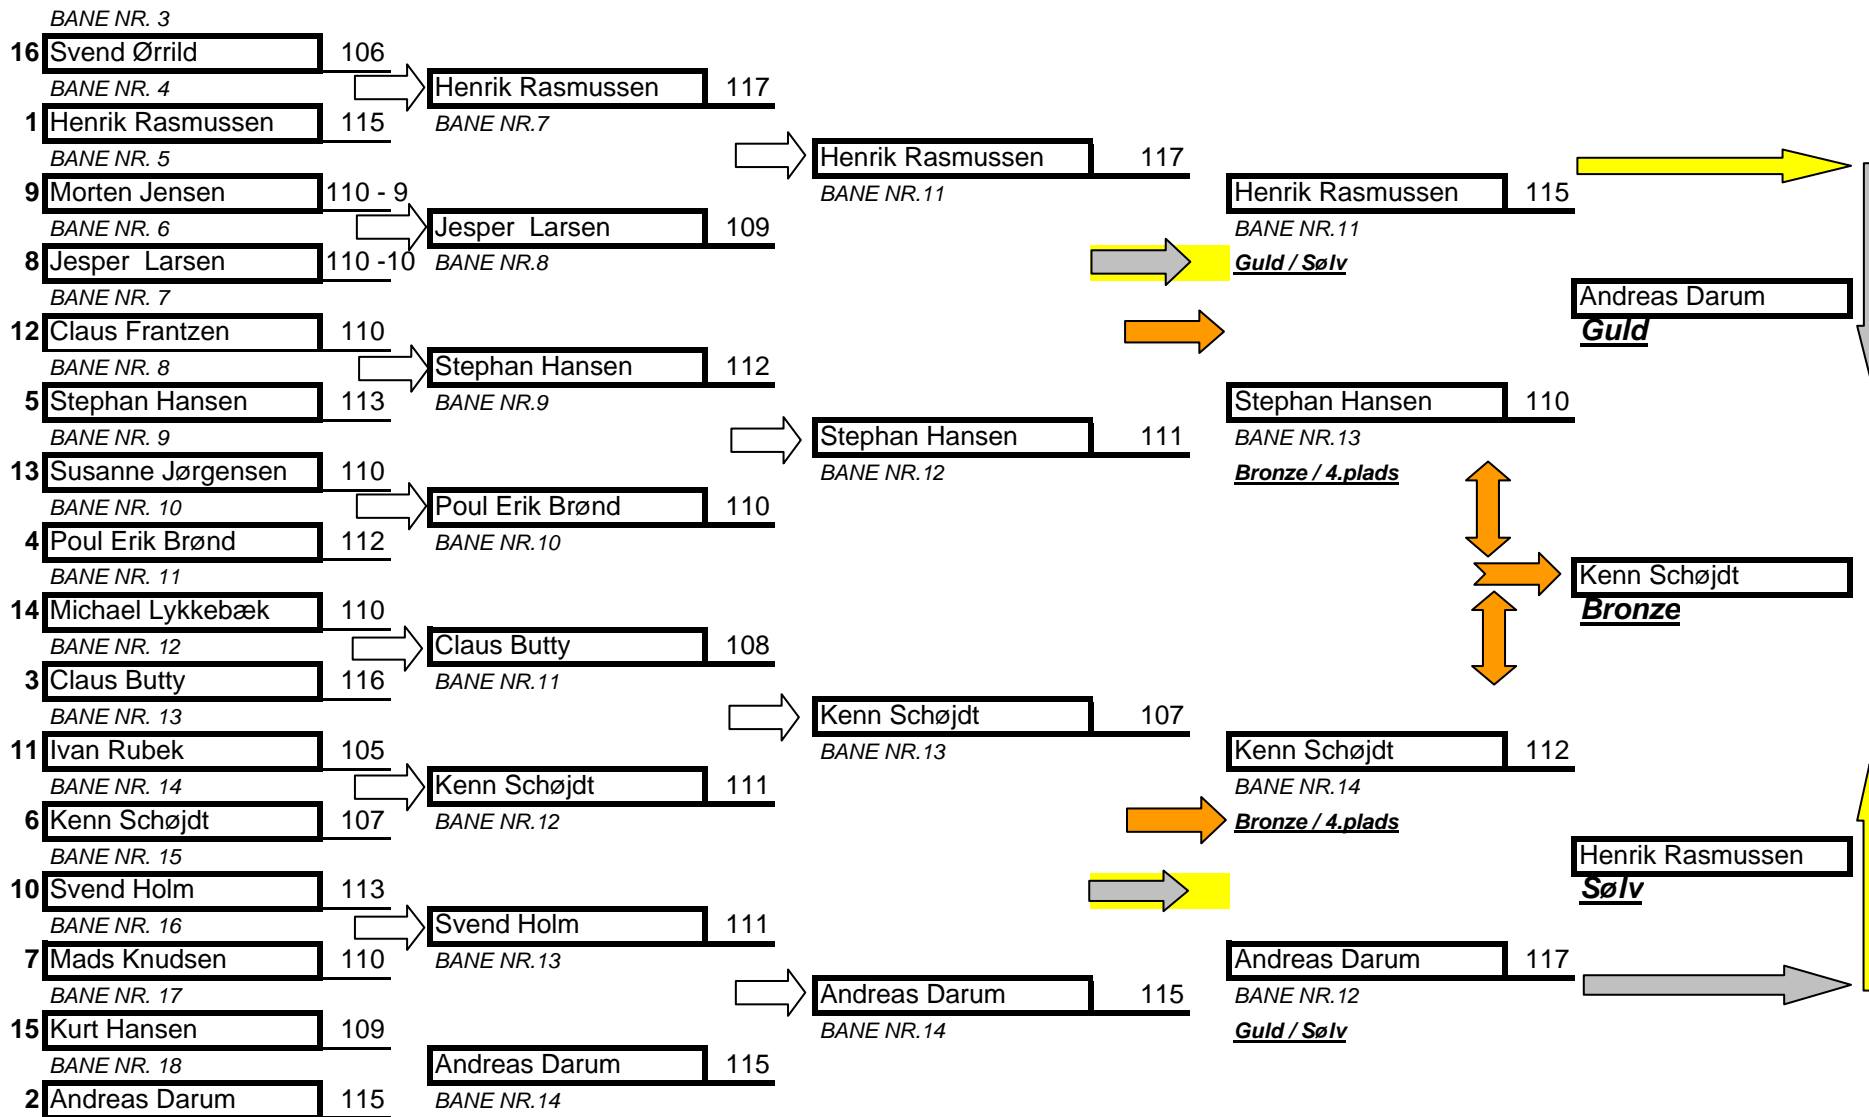 BANE NR. 3
16 Svend Ørrild 106
BANE NR. 4
1 Henrik Rasmussen 115
BANE NR. 5
9 Morten Jensen 110 - 9
BANE NR. 6
8 Jesper  Larsen 110 -10
BANE NR. 7
12 Claus Frantzen 110
BANE NR. 8
5 Stephan Hansen 113
BANE NR. 9
13 Susanne Jørgensen 110
BANE NR. 10
4 Poul Erik Brønd 112
BANE NR. 11
14 Michael Lykkebæk 110
BANE NR. 12
3 Claus Butty 116
BANE NR. 13
11 Ivan Rubek 105
BANE NR. 14
6 Kenn Schøjdt 107
BANE NR. 15
10 Svend Holm 113
BANE NR. 16
7 Mads Knudsen 110
BANE NR. 17
15 Kurt Hansen 109
BANE NR. 18
2 Andreas Darum 115
Henrik Rasmussen 117
BANE NR.7
Jesper  Larsen 109
BANE NR.8
Stephan Hansen 112
BANE NR.9
Poul Erik Brønd 110
BANE NR.10
Claus Butty 108
BANE NR.11
Kenn Schøjdt 111
BANE NR.12
Svend Holm 111
BANE NR.13
Andreas Darum 115
BANE NR.14
Henrik Rasmussen 117
BANE NR.11
Stephan Hansen 111
BANE NR.12
Kenn Schøjdt 107
BANE NR.13
Andreas Darum 115
BANE NR.14
Henrik Rasmussen 115
BANE NR.11
Guld / Sølv
Stephan Hansen 110
BANE NR.13
Bronze / 4.plads
Kenn Schøjdt 112
BANE NR.14
Bronze / 4.plads
Andreas Darum 117
BANE NR.12
Guld / Sølv
Andreas Darum
Guld
Kenn Schøjdt
Bronze
Henrik Rasmussen
Sølv